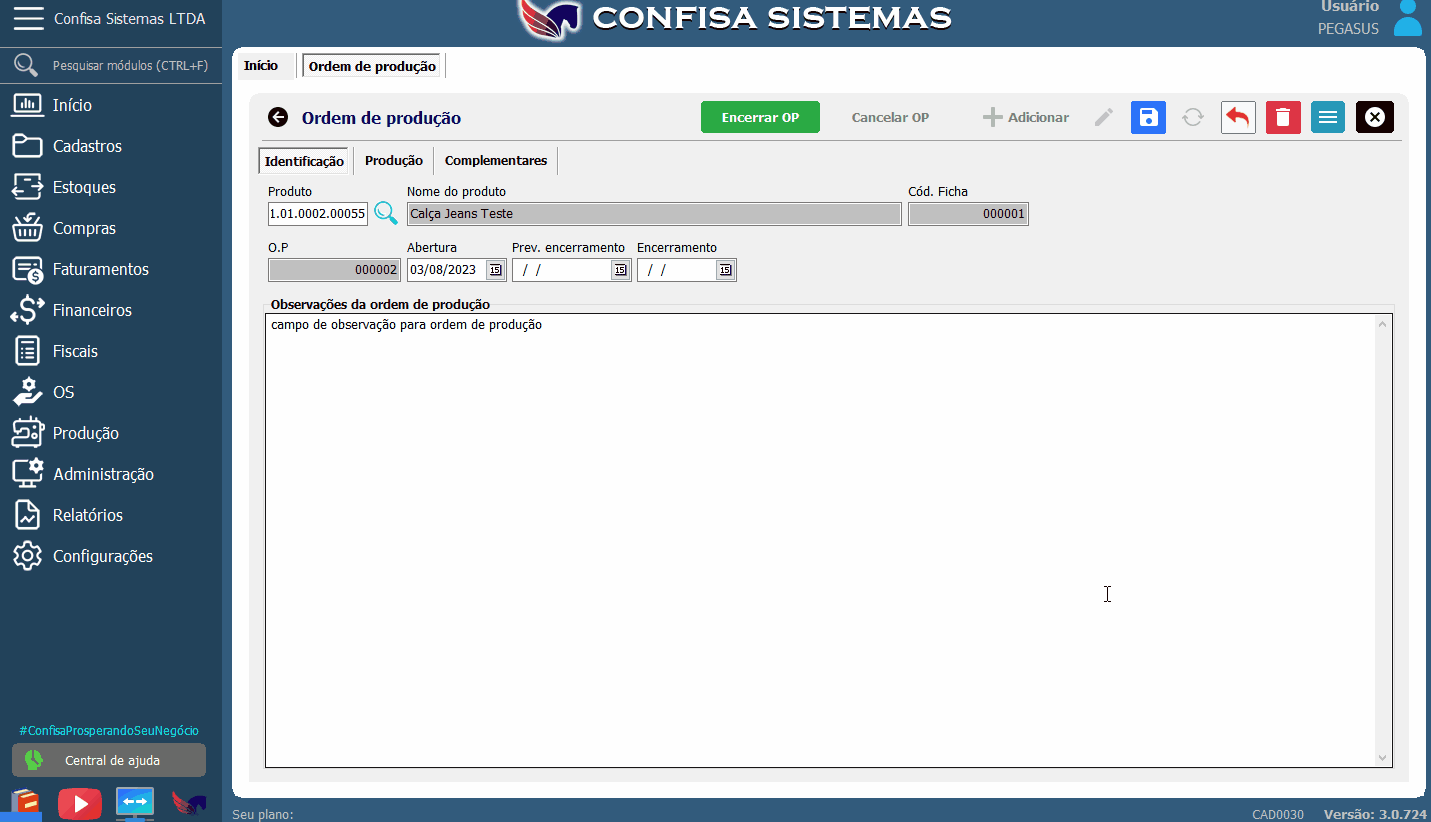 Confisa Sistemas LTDA
CONFISA SISTEMAS
Usuário
PEGASUS
Pesquisar módulos (CTRL+F)
Início
Cadastros
Estoques
Compras
Faturamentos
Financeiros
Fiscais
OS
Produção
Administração
Relatórios
Configurações
#ConfisaProsperandoSeuNegócio
Central de ajuda
Início Ordem de produção
Ordem de produção Encerrar OP Cancelar OP Adicionar
Identificação Produção Complementares
Produto Nome do produto Cód. Ficha
1.01.0002.00055 Calça Jeans Teste 000001
O.P Abertura Prev. encerramento Encerramento
000002 03/08/2023 15 / / 15 / / 15
Observações da ordem de produção
campo de observação para ordem de produção
Seu plano: CAD0030 Versão: 3.0.724